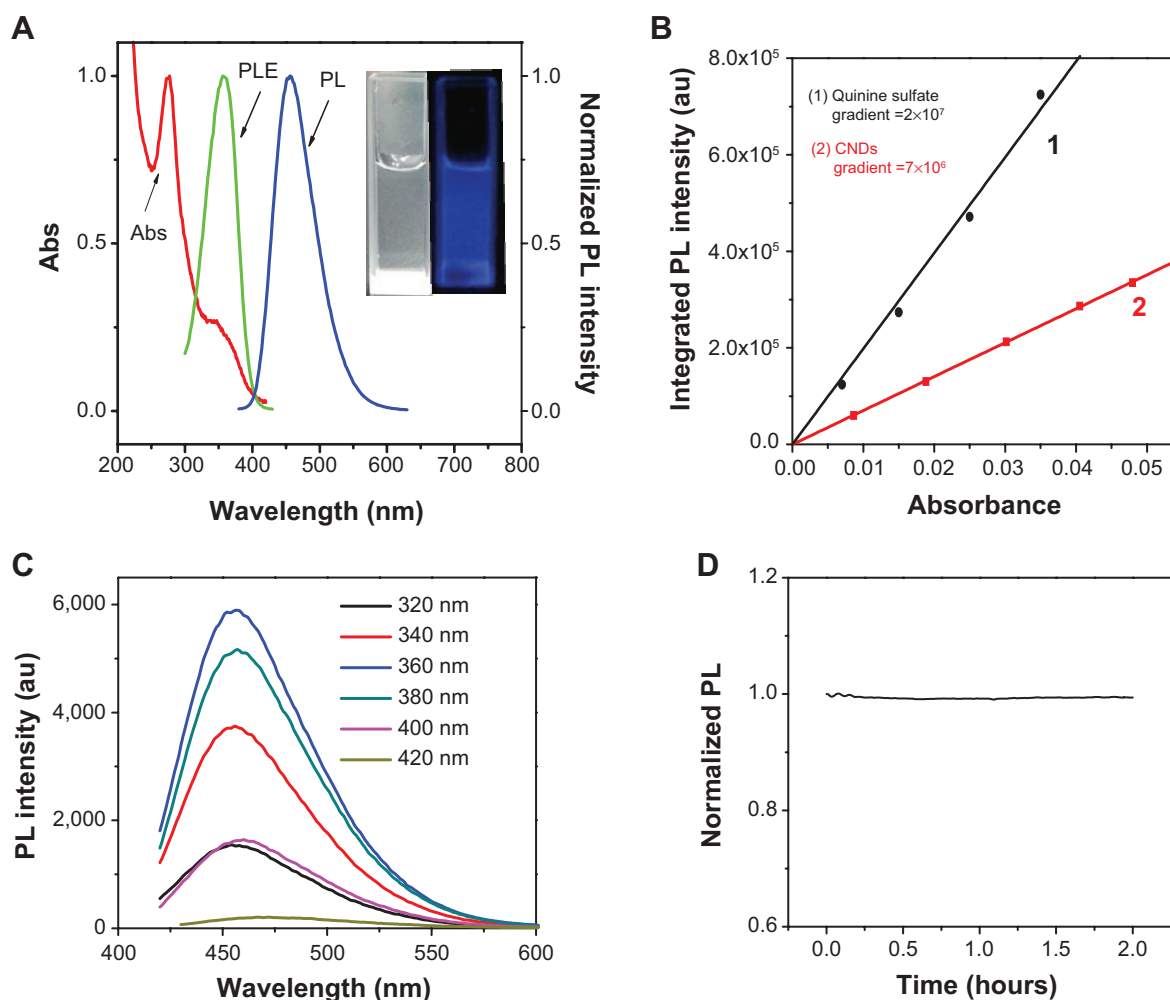 A
Abs
1.0
0.5
0.0
200 300 400 500 600 700 800
Wavelength (nm)
1.0
0.5
0.0
Normalized PL intensity
PLE
PL
Abs
B
Integrated PL intensity (au)
8.0x10⁵
6.0x10⁵
4.0x10⁵
2.0x10⁵
0.0
0.00 0.01 0.02 0.03 0.04 0.05
Absorbance
(1) Quinine sulfate
gradient =2×10⁷
(2) CNDs
gradient =7×10⁶
1
2
C
PL intensity (au)
6,000
4,000
2,000
0
400 450 500 550 600
Wavelength (nm)
320 nm
340 nm
360 nm
380 nm
400 nm
420 nm
D
Normalized PL
1.2
1.0
0.8
0.6
0.0 0.5 1.0 1.5 2.0
Time (hours)